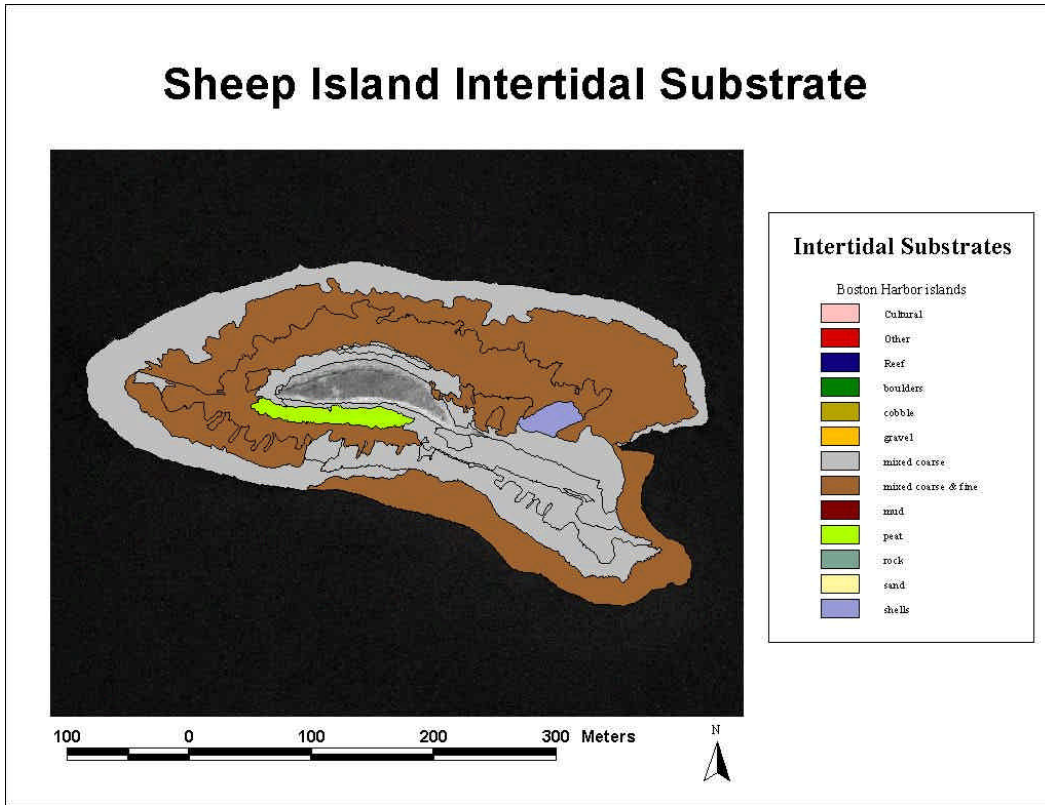 Sheep Island Intertidal Substrate
Intertidal Substrates
Boston Harbor islands
Cultural
Other
Reef
boulders
cobble
gravel
mixed coarse
mixed coarse & fine
mud
peat
rock
sand
shells
100 0 100 200 300 Meters
N